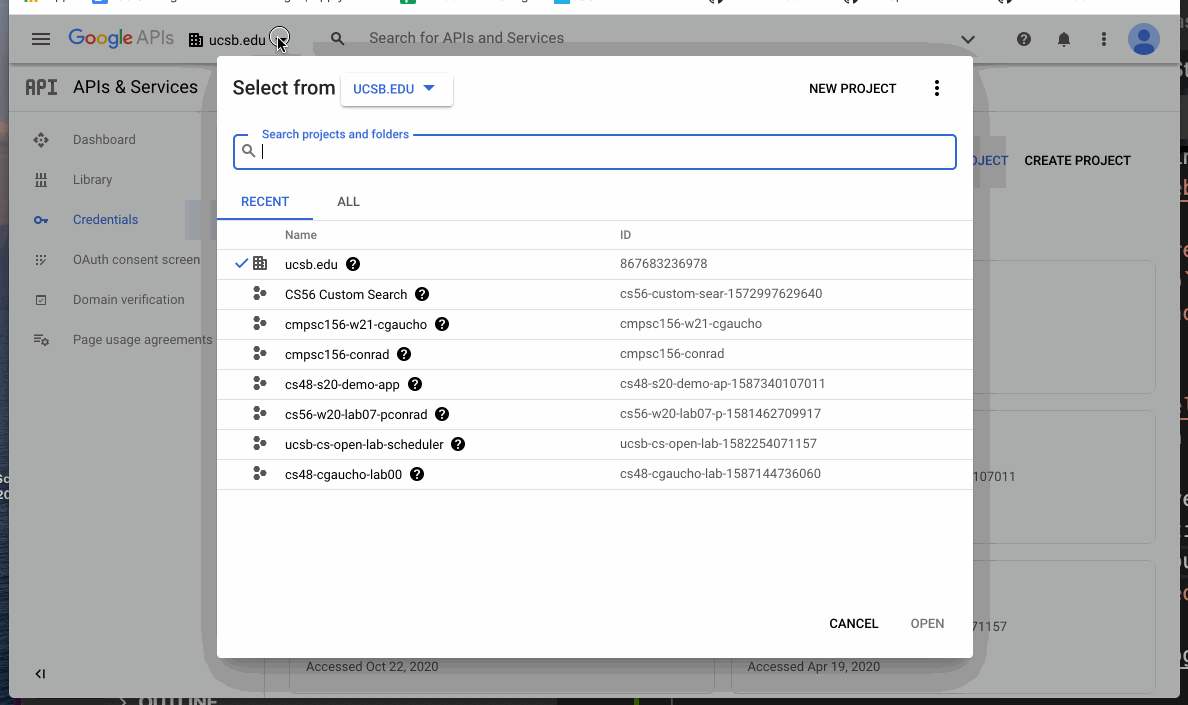 Google APIs
ucsb.edu
Search for APIs and Services
API APIs & Services
Select from UCSB.EDU
NEW PROJECT
Search projects and folders
CREATE PROJECT
Dashboard
Library
Credentials
OAuth consent screen
Domain verification
Page usage agreements
RECENT ALL
Name ID
ucsb.edu 867683236978
CS56 Custom Search cs56-custom-sear-1572997629640
cmpsc156-w21-cgaucho cmpsc156-w21-cgaucho
cmpsc156-conrad cmpsc156-conrad
cs48-s20-demo-app cs48-s20-demo-ap-1587340107011
cs56-w20-lab07-pconrad cs56-w20-lab07-p-1581462709917
ucsb-cs-open-lab-scheduler ucsb-cs-open-lab-1582254071157
cs48-cgaucho-lab00 cs48-cgaucho-lab-1587144736060
107011
CANCEL OPEN
71157
Accessed Oct 22, 2020
Accessed Apr 19, 2020
OUTLINE